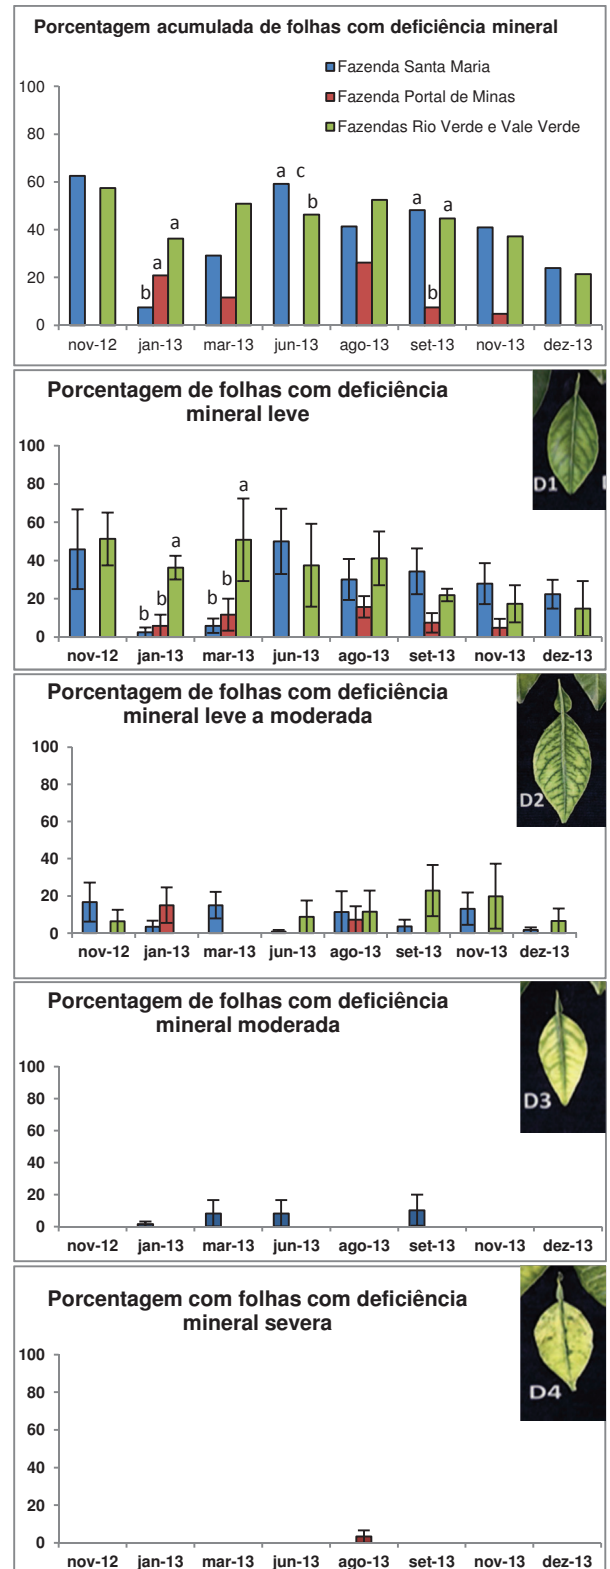 Porcentagem acumulada de folhas com deficiência mineral
Fazenda Santa Maria
Fazenda Portal de Minas
Fazendas Rio Verde e Vale Verde
100
80
60
40
20
0
b a a
a c b
a b a
nov-12 jan-13 mar-13 jun-13 ago-13 set-13 nov-13 dez-13
Porcentagem de folhas com deficiência
mineral leve
D1
100
80
60
40
20
0
b b a
b b a
nov-12 jan-13 mar-13 jun-13 ago-13 set-13 nov-13 dez-13
Porcentagem de folhas com deficiência
mineral leve a moderada
D2
100
80
60
40
20
0
nov-12 jan-13 mar-13 jun-13 ago-13 set-13 nov-13 dez-13
Porcentagem de folhas com deficiência
mineral moderada
D3
100
80
60
40
20
0
nov-12 jan-13 mar-13 jun-13 ago-13 set-13 nov-13 dez-13
Porcentagem com folhas com deficiência
mineral severa
D4
100
80
60
40
20
0
nov-12 jan-13 mar-13 jun-13 ago-13 set-13 nov-13 dez-13